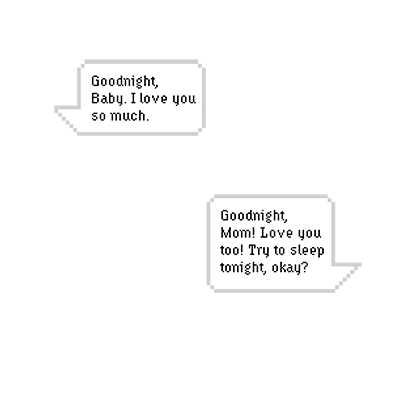 Goodnight,
Baby. I love you
so much.
Goodnight,
Mom! Love you
too! Try to sleep
tonight, okay?